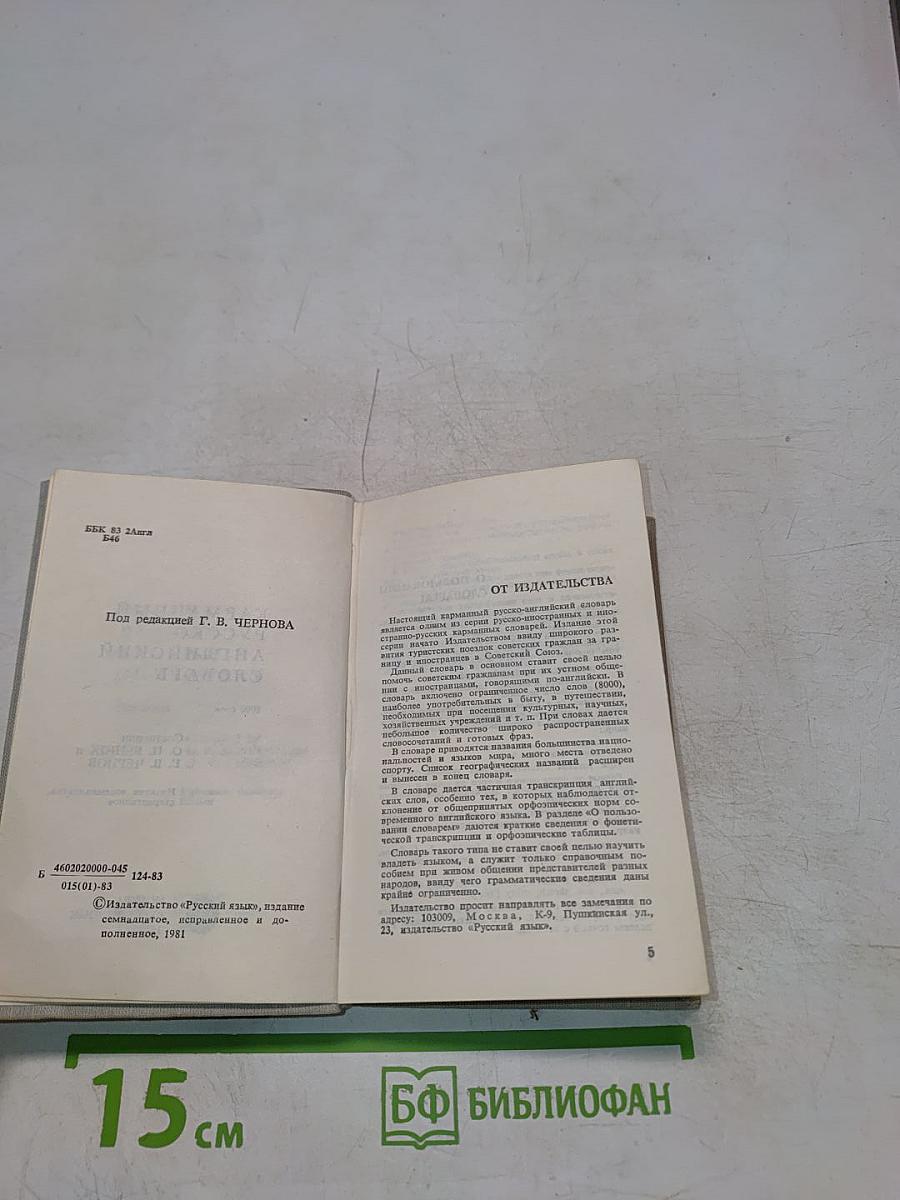 ББК 83 2Англ
Б46
Под редакцией Г. В. ЧЕРНОВА
Б 4602020000-045 124-83
015(01)-83
©Издательство «Русский язык», издание
семнадцатое, исправленное и до-
полненное, 1981
ОТ ИЗДАТЕЛЬСТВА
Настоящий карманный русско-английский словарь
является одним из серии русско-иностранных и ино-
странно-русских карманных словарей. Издание этой
серии начато Издательством ввиду широкого раз-
вития туристских поездок советских граждан за гра-
ницу и иностранцев в Советский Союз.
Данный словарь в основном ставит своей целью
помочь советским гражданам при их устном обще-
нии с иностранцами, говорящими по-английски. В
словарь включено ограниченное число слов (8000),
наиболее употребительных в быту, в путешествии,
необходимых при посещении культурных, научных,
хозяйственных учреждений и т. п. При словах дается
небольшое количество широко распространенных
словосочетаний и готовых фраз.
В словаре приводятся названия большинства нацио-
нальностей и языков мира, много места отведено
спорту. Список географических названий расширен
и вынесен в конец словаря.
В словаре дается частичная транскрипция англий-
ских слов, особенно тех, в которых наблюдается от-
клонение от общепринятых орфоэпических норм со-
временного английского языка. В разделе «О пользо-
вании словарем» даются краткие сведения о фонети-
ческой транскрипции и орфоэпические таблицы.
Словарь такого типа не ставит своей целью научить
владеть языком, а служит только справочным по-
собием при живом общении представителей разных
народов, ввиду чего грамматические сведения даны
крайне ограниченно.
Издательство просит направлять все замечания по
адресу: 103009, Москва, К-9, Пушкинская ул.,
23, издательство «Русский язык».
5
15 см
БФ БИБЛИОФАН